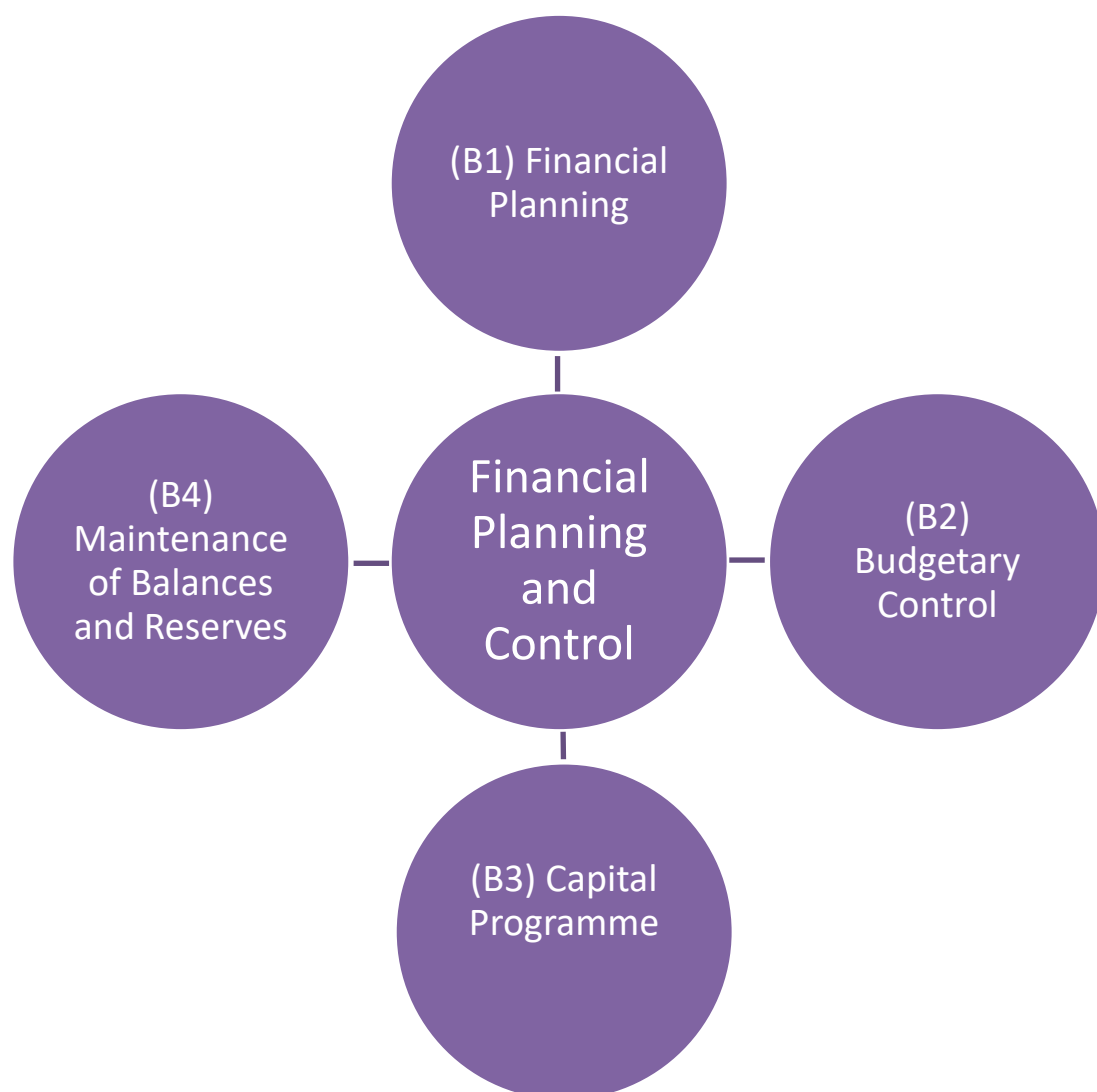 (B1) Financial
Planning
(B4)
Maintenance
of Balances
and Reserves
Financial
Planning
and
Control
(B2)
Budgetary
Control
(B3) Capital
Programme